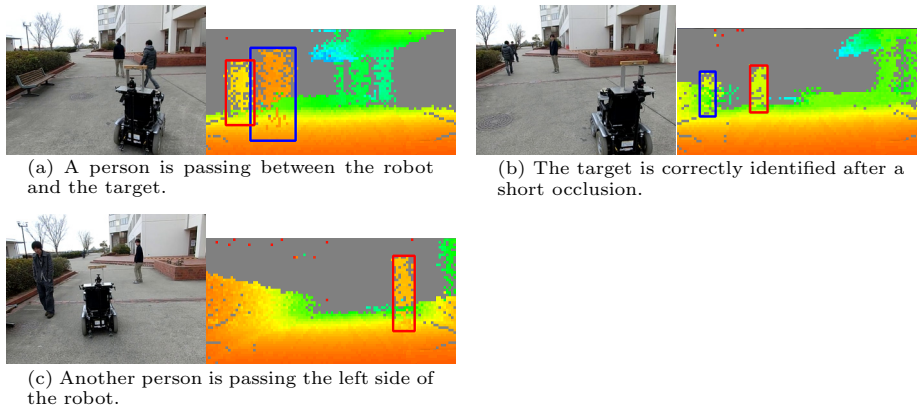 (a) A person is passing between the robot
and the target.
(b) The target is correctly identified after a
short occlusion.
(c) Another person is passing the left side of
the robot.